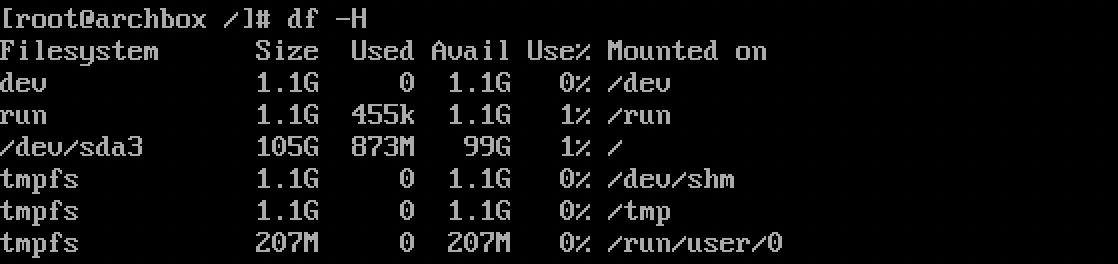 [root@archbox /]# df -H
Filesystem      Size  Used Avail Use% Mounted on
dev             1.1G     0  1.1G   0% /dev
run             1.1G  455k  1.1G   1% /run
/dev/sda3       105G  873M   99G   1% /
tmpfs           1.1G     0  1.1G   0% /dev/shm
tmpfs           1.1G     0  1.1G   0% /tmp
tmpfs           207M     0  207M   0% /run/user/0